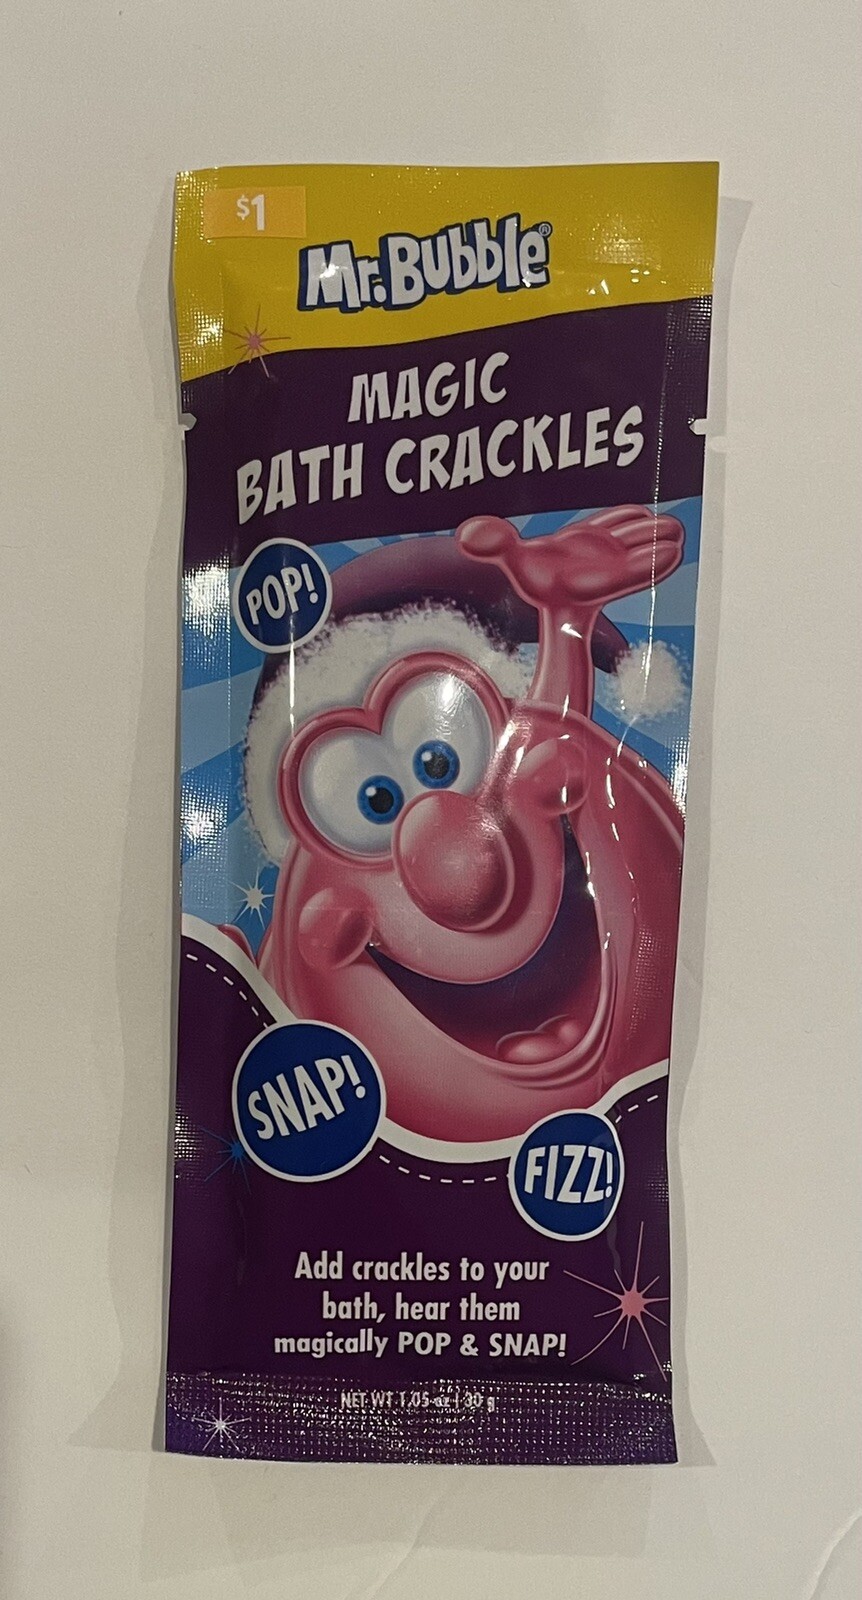 $1
Mr. Bubble®
MAGIC
BATH CRACKLES
POP!
SNAP!
FIZZ!
Add crackles to your
bath, hear them
magically POP & SNAP!
NET WT 1.05 oz | 30 g